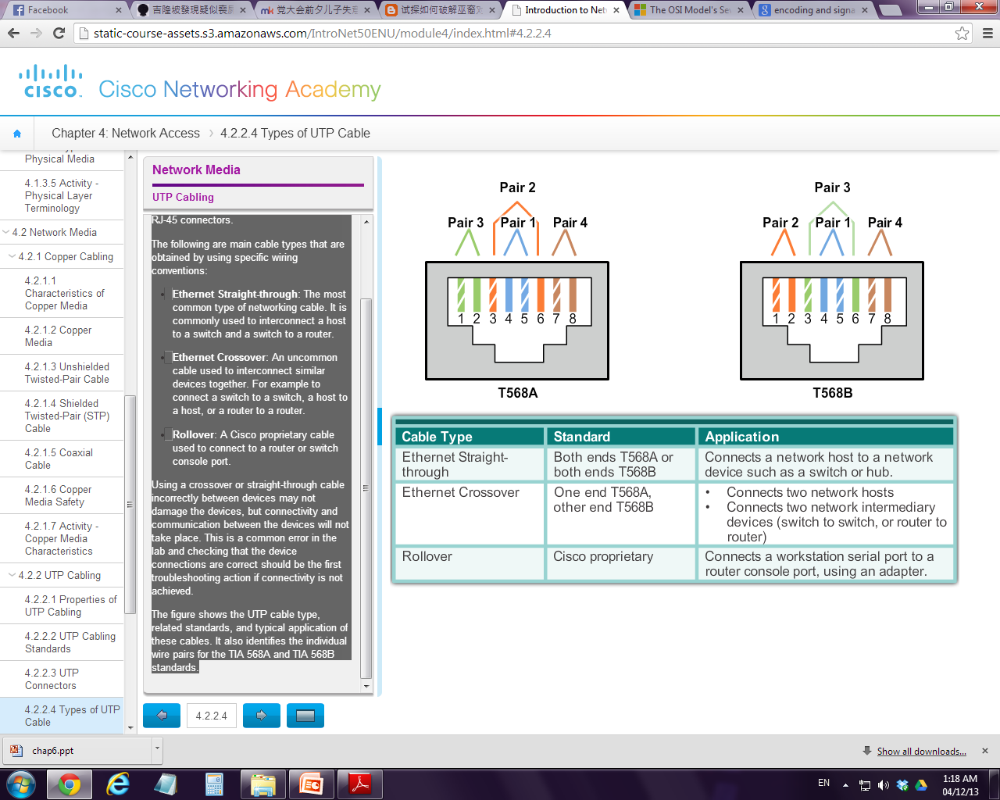 Facebook
吉隆坡發現疑似喪
党大会前夕儿子失
试探如何破解巫裔
Introduction to Net
The OSI Model's Se
encoding and signa
static-course-assets.s3.amazonaws.com/IntroNet50ENU/module4/index.html#4.2.2.4
CISCO
Cisco Networking Academy
Chapter 4: Network Access
4.2.2.4 Types of UTP Cable
Physical Media
4.1.3.5 Activity -
Physical Layer
Terminology
4.2 Network Media
4.2.1 Copper Cabling
4.2.1.1
Characteristics of
Copper Media
4.2.1.2 Copper
Media
4.2.1.3 Unshielded
Twisted-Pair Cable
4.2.1.4 Shielded
Twisted-Pair (STP)
Cable
4.2.1.5 Coaxial
Cable
4.2.1.6 Copper
Media Safety
4.2.1.7 Activity -
Copper Media
Characteristics
4.2.2 UTP Cabling
4.2.2.1 Properties of
UTP Cabling
4.2.2.2 UTP Cabling
Standards
4.2.2.3 UTP
Connectors
4.2.2.4 Types of UTP
Cable
Network Media
UTP Cabling
RJ-45 connectors.
The following are main cable types that are
obtained by using specific wiring
conventions:
• Ethernet Straight-through: The most
common type of networking cable. It is
commonly used to interconnect a host
to a switch and a switch to a router.
• Ethernet Crossover: An uncommon
cable used to interconnect similar
devices together. For example to
connect a switch to a switch, a host to
a host, or a router to a router.
• Rollover: A Cisco proprietary cable
used to connect to a router or switch
console port.
Using a crossover or straight-through cable
incorrectly between devices may not
damage the devices, but connectivity and
communication between the devices will not
take place. This is a common error in the
lab and checking that the device
connections are correct should be the first
troubleshooting action if connectivity is not
achieved.
The figure shows the UTP cable type,
related standards, and typical application of
these cables. It also identifies the individual
wire pairs for the TIA 568A and TIA 568B
standards.
4.2.2.4
Pair 2
Pair 3 Pair 1 Pair 4
1 2 3 4 5 6 7 8
T568A
Pair 3
Pair 2 Pair 1 Pair 4
1 2 3 4 5 6 7 8
T568B
Cable Type Standard Application
Ethernet Straight-
through
Both ends T568A or
both ends T568B
Connects a network host to a network
device such as a switch or hub.
Ethernet Crossover
One end T568A,
other end T568B
• Connects two network hosts
• Connects two network intermediary
devices (switch to switch, or router to
router)
Rollover
Cisco proprietary
Connects a workstation serial port to a
router console port, using an adapter.
chap6.ppt
Show all downloads...
EN
1:18 AM
04/12/13